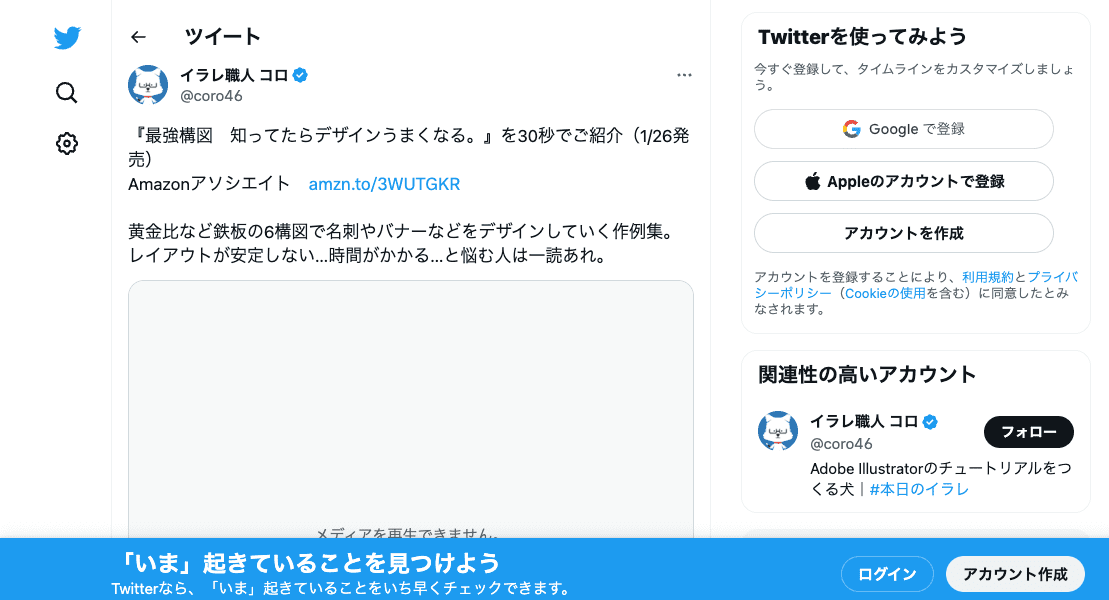 ツイート
イラレ職人 コロ
@coro46
『最強構図　知ってたらデザインうまくなる。』を30秒でご紹介（1/26発
売）
Amazonアソシエイト　amzn.to/3WUTGKR
黄金比など鉄板の6構図で名刺やバナーなどをデザインしていく作例集。
レイアウトが安定しない...時間がかかる...と悩む人は一読あれ。
メディアを再生できません。
Twitterを使ってみよう
今すぐ登録して、タイムラインをカスタマイズしましょ
う。
Google で登録
Appleのアカウントで登録
アカウントを作成
アカウントを登録することにより、利用規約とプライバ
シーポリシー（Cookieの使用を含む）に同意したとみ
なされます。
関連性の高いアカウント
イラレ職人 コロ
@coro46
フォロー
Adobe Illustratorのチュートリアルをつ
くる犬｜#本日のイラレ
「いま」起きていることを見つけよう
Twitterなら、「いま」起きていることをいち早くチェックできます。
ログイン
アカウント作成